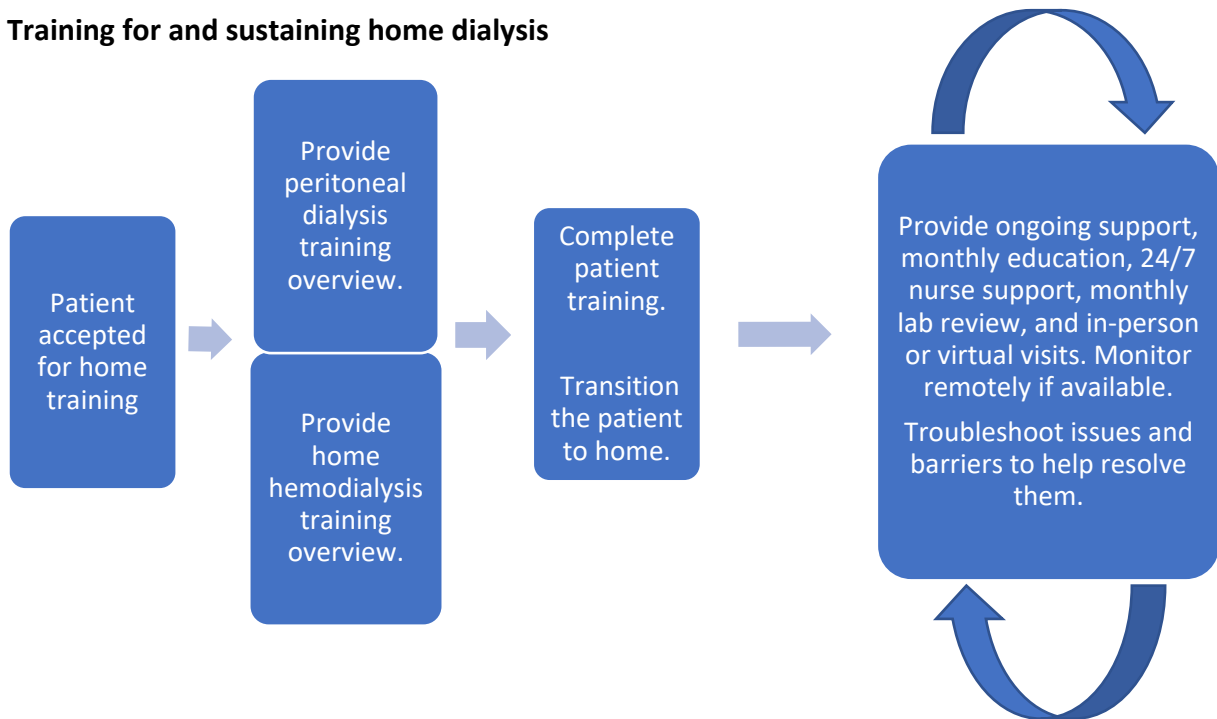 Training for and sustaining home dialysis
Patient
accepted
for home
training
Provide
peritoneal
dialysis
training
overview.
Provide
home
hemodialysis
training
overview.
Complete
patient
training.
Transition
the patient
to home.
Provide ongoing support,
monthly education, 24/7
nurse support, monthly
lab review, and in-person
or virtual visits. Monitor
remotely if available.
Troubleshoot issues and
barriers to help resolve
them.